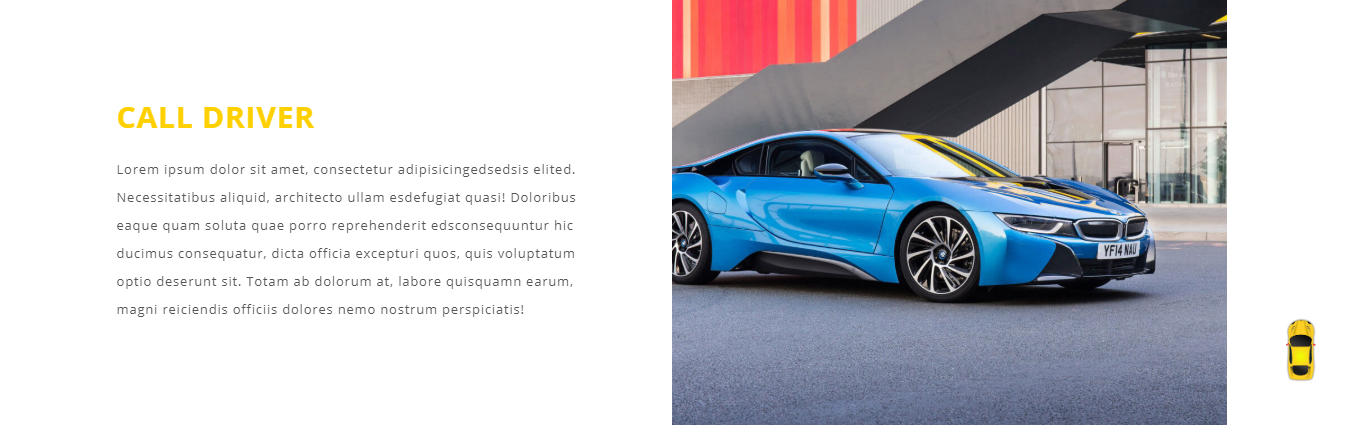 CALL DRIVER
Lorem ipsum dolor sit amet, consectetur adipisicingedsedsis elited.
Necessitatibus aliquid, architecto ullam esdefugiat quasi! Doloribus
eaque quam soluta quae porro reprehenderit edsconsequuntur hic
ducimus consequatur, dicta officia excepturi quos, quis voluptatum
optio deserunt sit. Totam ab dolorum at, labore quisquamn earum,
magni reiciendis officiis dolores nemo nostrum perspiciatis!
YF14 NAU